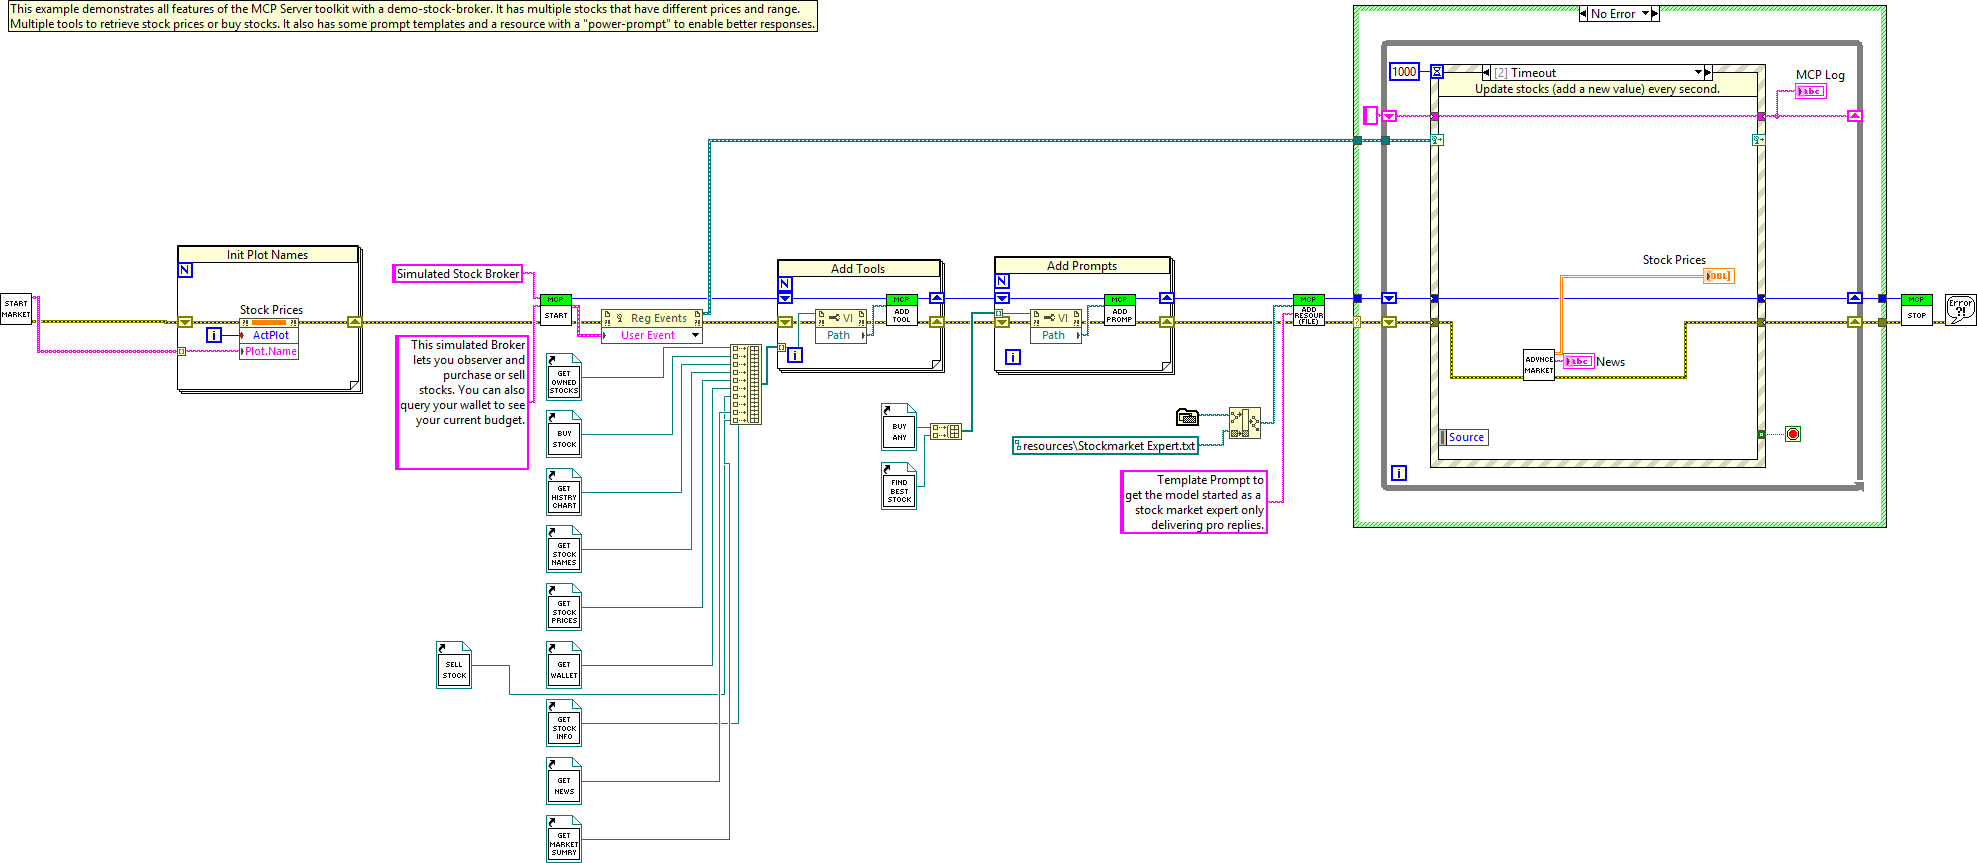 This example demonstrates all features of the MCP Server toolkit with a demo-stock-broker. It has multiple stocks that have different prices and range.
Multiple tools to retrieve stock prices or buy stocks. It also has some prompt templates and a resource with a "power-prompt" to enable better responses.
No Error
1000
[2] Timeout
Update stocks (add a new value) every second.
MCP Log
abc
START
MARKET
Init Plot Names
N
Stock Prices
i
ActPlot
Plot.Name
Simulated Stock Broker
This simulated Broker
lets you observer and
purchase or sell
stocks. You can also
query your wallet to see
your current budget.
MCP
START
Reg Events
User Event
GET
OWNED
STOCKS
BUY
STOCK
GET
HISTRY
CHART
GET
STOCK
NAMES
GET
STOCK
PRICES
SELL
STOCK
GET
WALLET
GET
STOCK
INFO
GET
NEWS
GET
MARKET
SUMRY
Add Tools
N
i
VI
Path
MCP
ADD
TOOL
Add Prompts
N
VI
Path
i
MCP
ADD
PROMP
BUY
ANY
FIND
BEST
STOCK
resources\Stockmarket Expert.txt
Template Prompt to
get the model started as a
stock market expert only
delivering pro replies.
MCP
ADD
RESOUR
(FILE)
Stock Prices
DBL
ADVNCE
MARKET
abc
News
Source
i
MCP
STOP
Error
?!